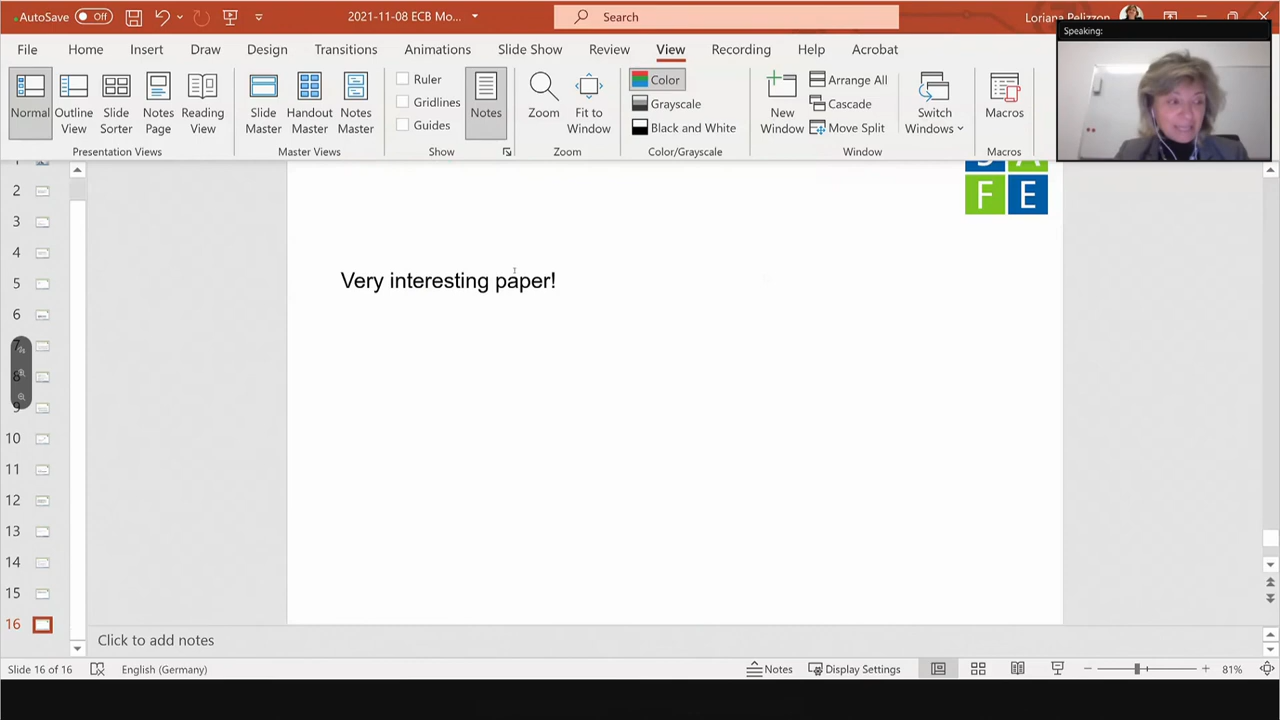 AutoSave Off 2021-11-08 ECB Mo... Search Loriana Pelizzon
Speaking:
File Home Insert Draw Design Transitions Animations Slide Show Review View Recording Help Acrobat
Normal
Outline View
Slide Sorter
Notes Page
Reading View
Presentation Views
Slide Master
Handout Master
Notes Master
Master Views
Ruler
Gridlines
Guides
Show
Notes
Zoom
Fit to Window
Zoom
Color
Grayscale
Black and White
Color/Grayscale
New Window
Arrange All
Cascade
Move Split
Switch Windows
Window
Macros
Macros
2
3
4
5
6
7
8
9
10
11
12
13
14
15
16
F E
Very interesting paper!
Click to add notes
Slide 16 of 16 English (Germany) Notes Display Settings 81%